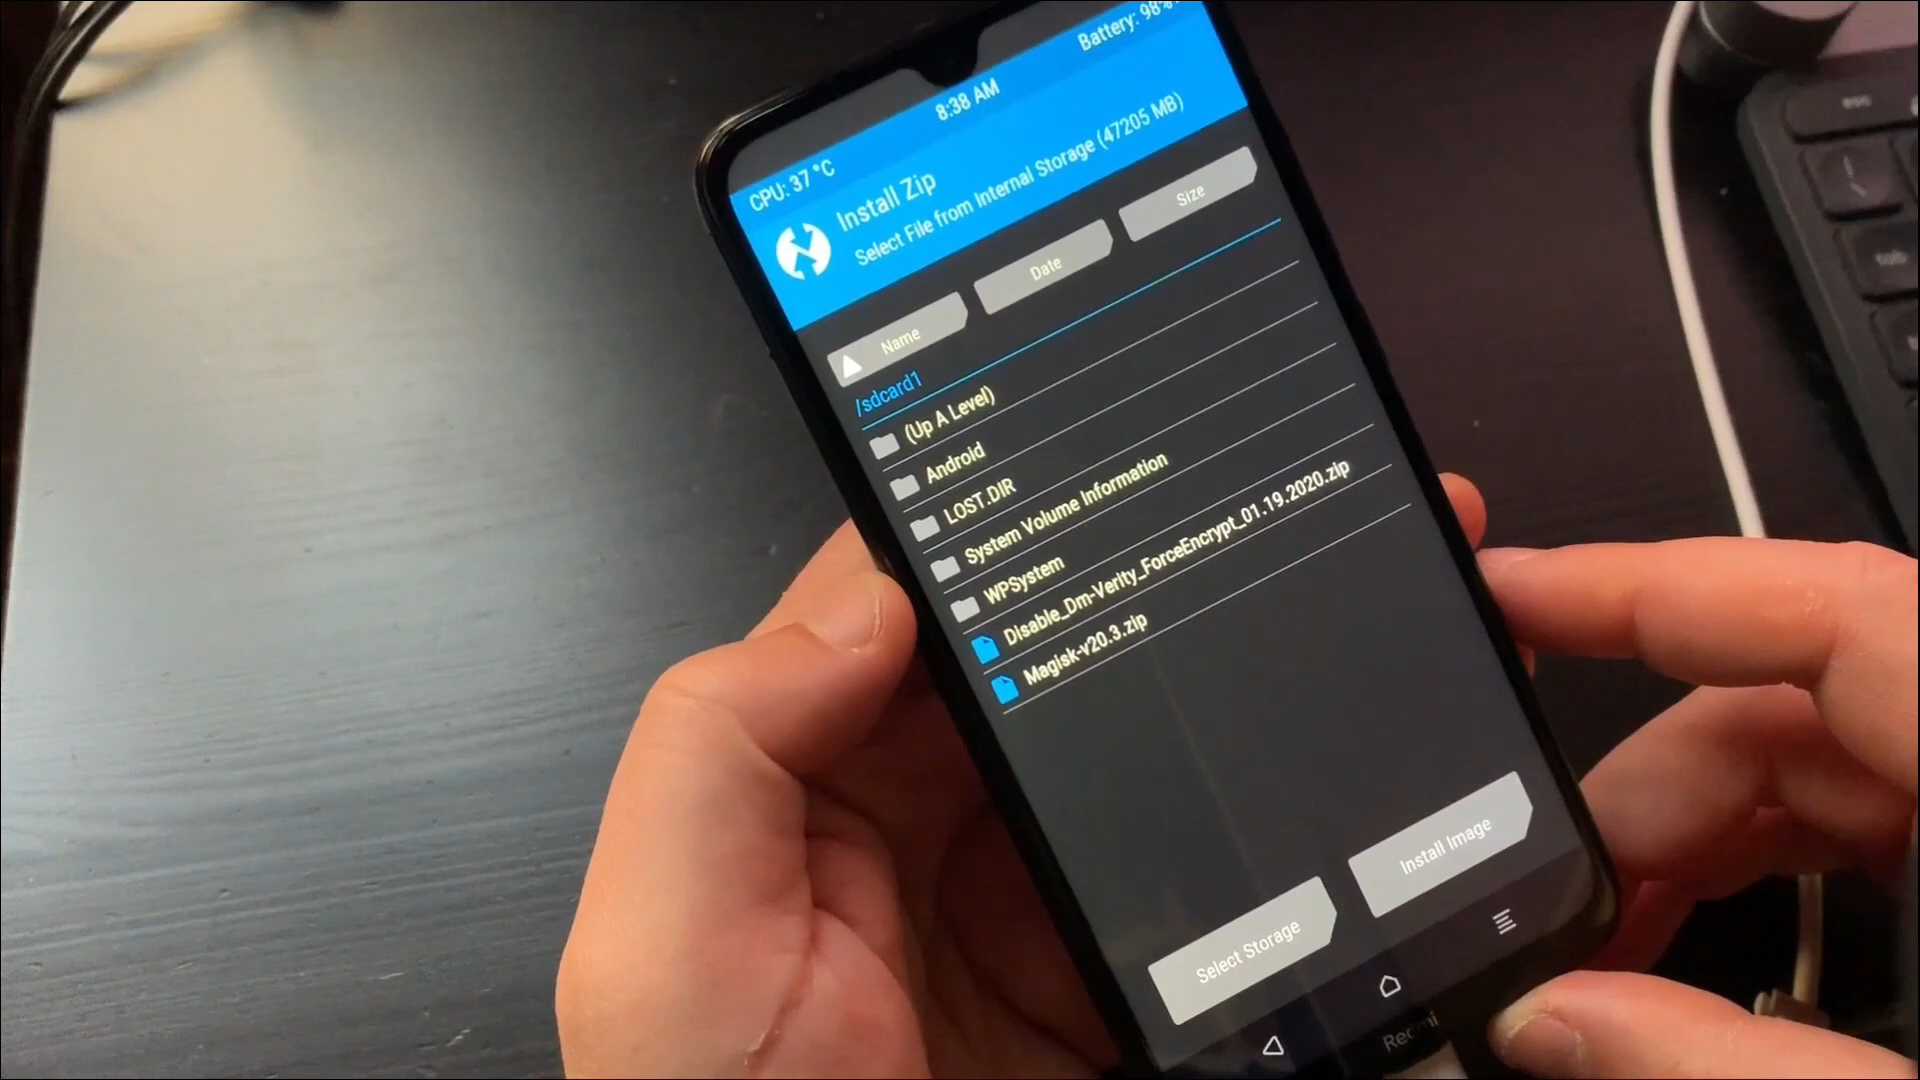 8:38 AM
Battery: 98%
CPU: 37 °C
Install Zip
Select File from Internal Storage (47205 MB)
Name
Date
Size
/sdcard1
(Up A Level)
Android
LOST.DIR
System Volume Information
WPSystem
Disable_Dm-Verity_ForceEncrypt_01.19.2020.zip
Magisk-v20.3.zip
Select Storage
Install Image
Redmi
esc
tab